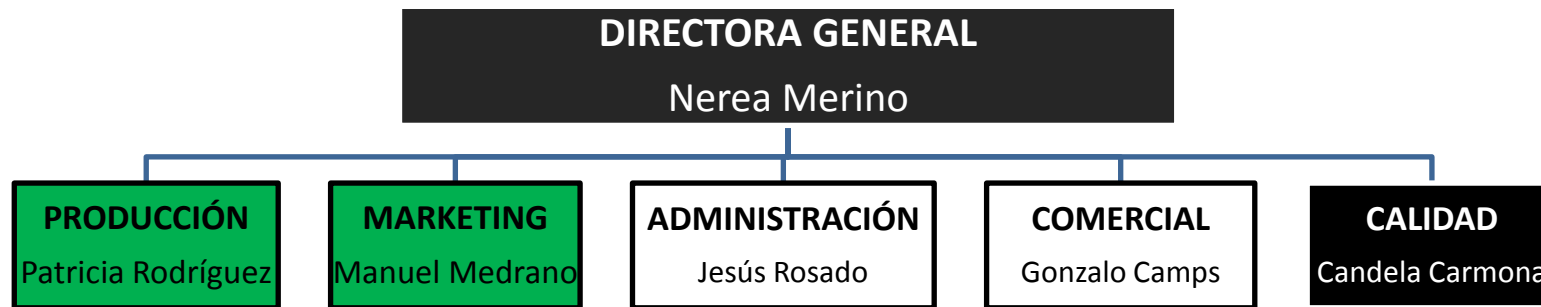 DIRECTORA GENERAL
Nerea Merino
PRODUCCIÓN
Patricia Rodríguez
MARKETING
Manuel Medrano
ADMINISTRACIÓN
Jesús Rosado
COMERCIAL
Gonzalo Camps
CALIDAD
Candela Carmona